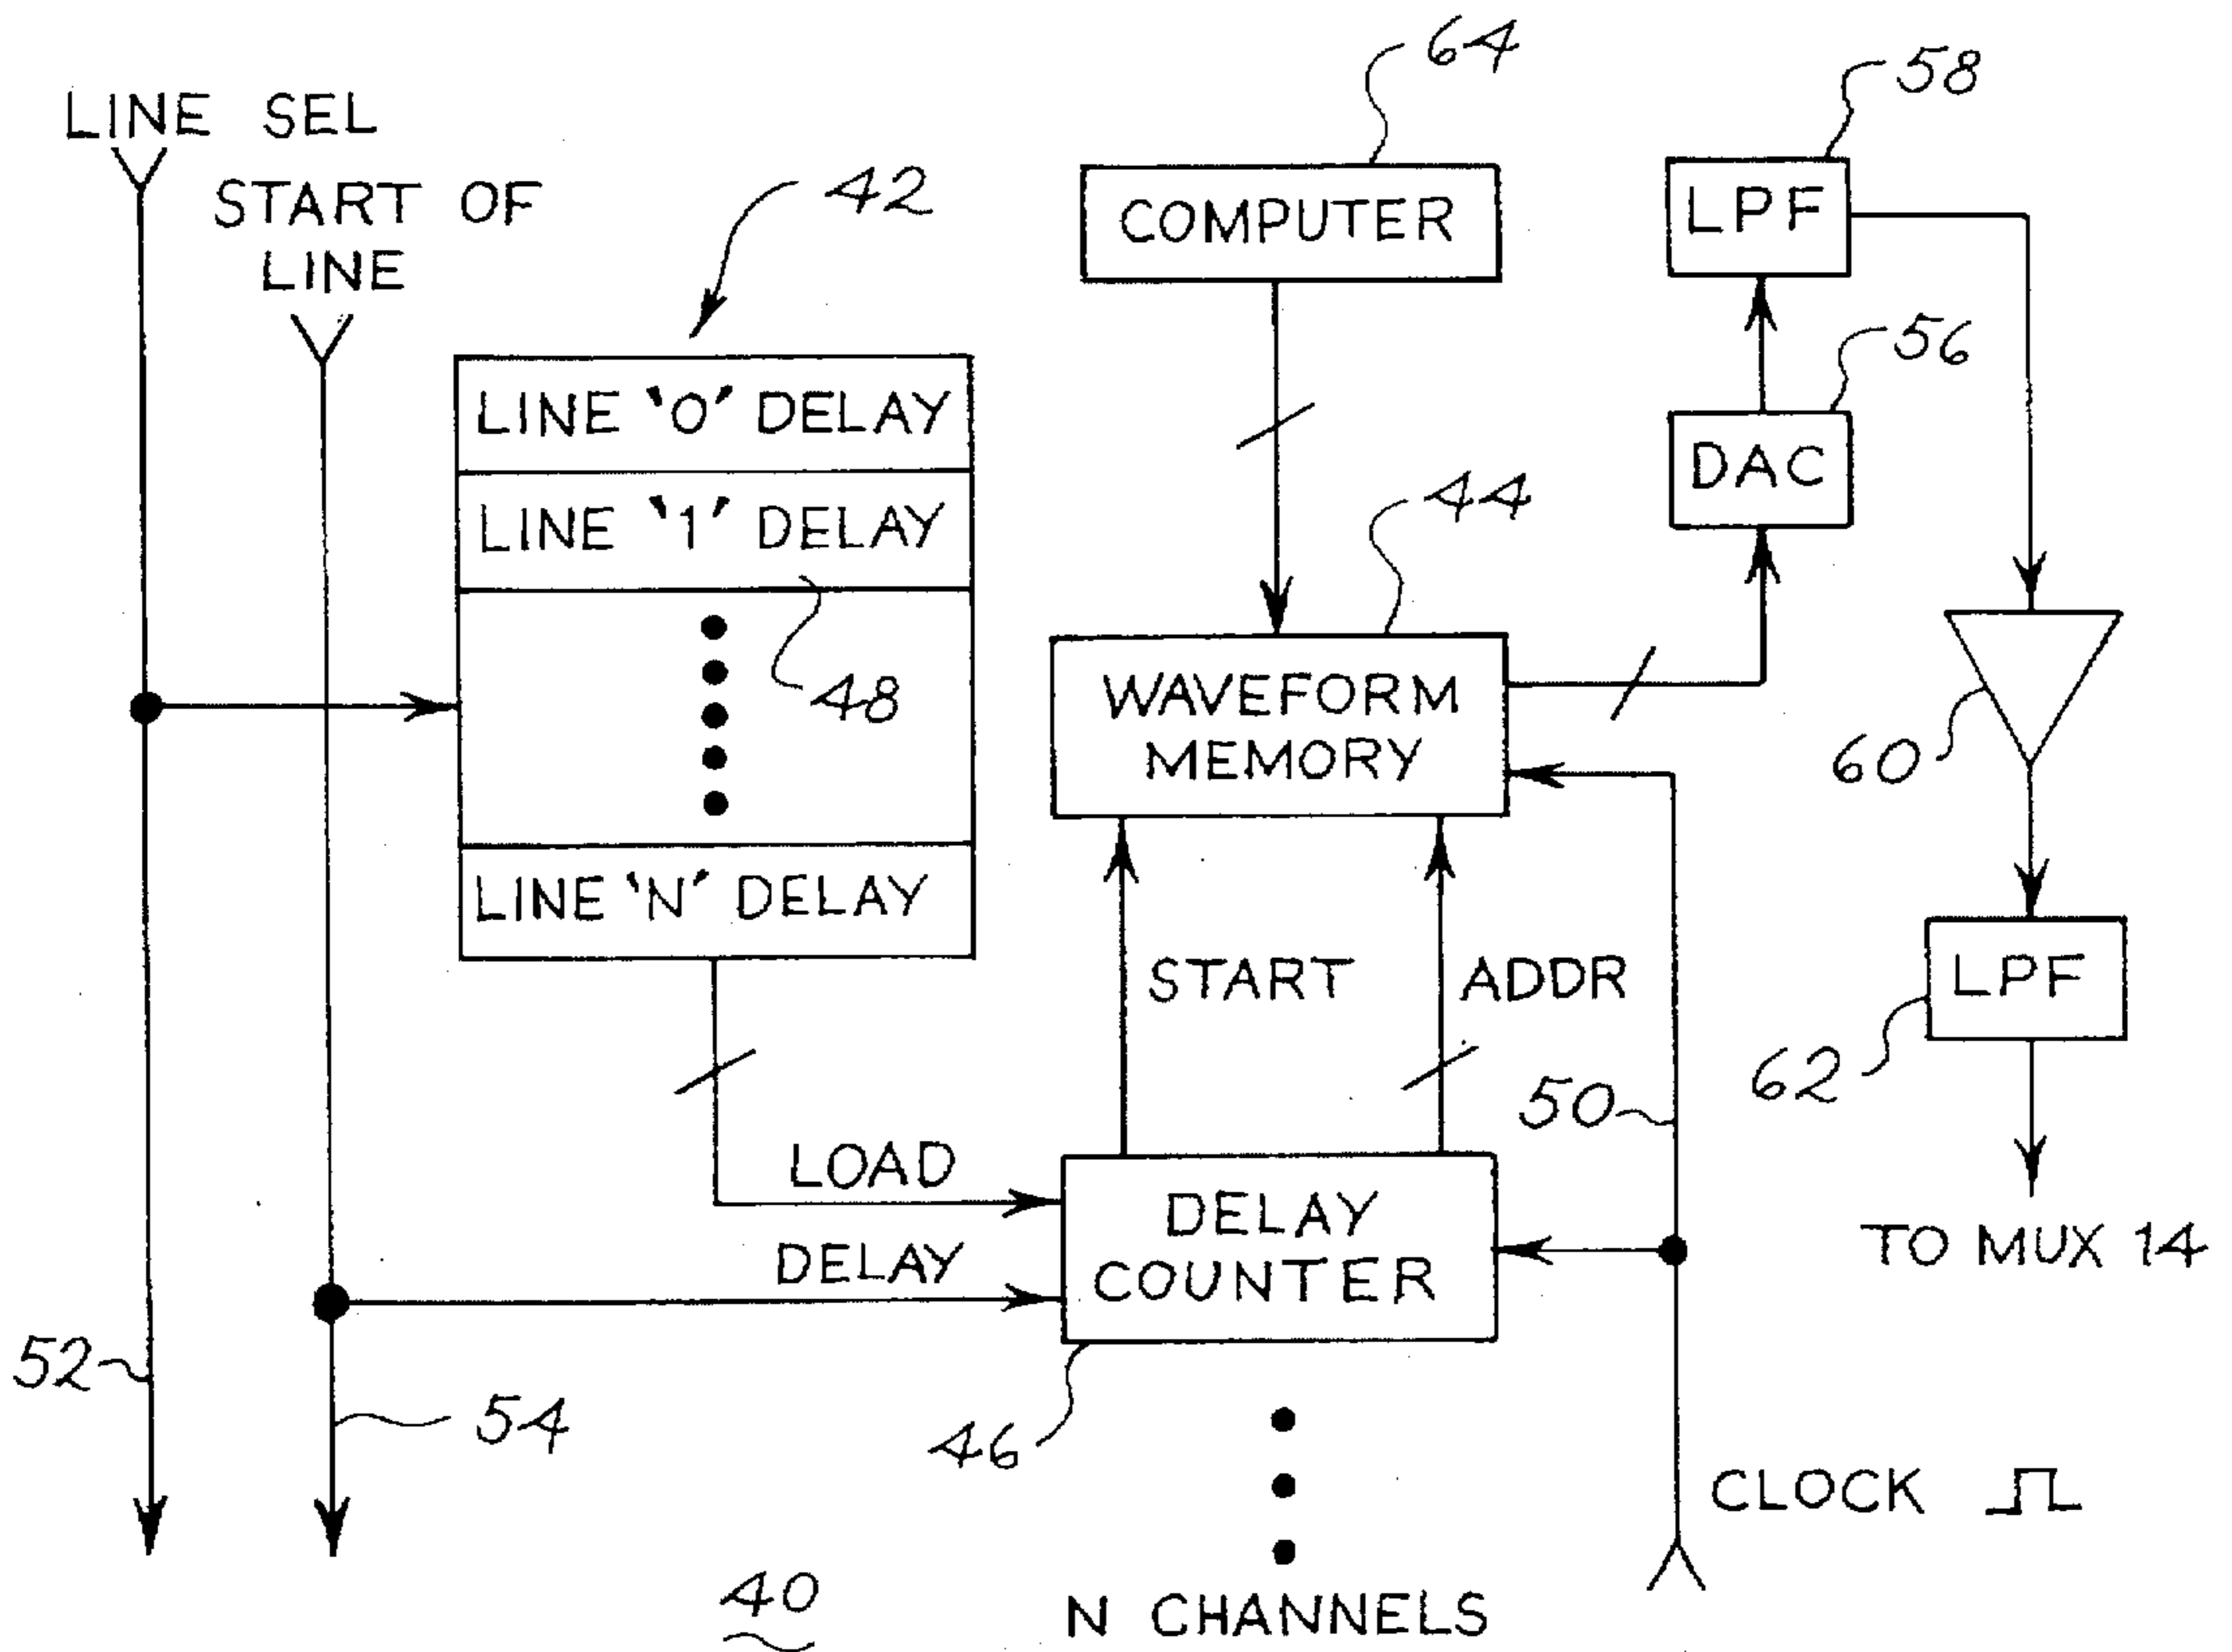 64
58
LINE SEL
START OF
LINE
42
COMPUTER
LPF
56
LINE '0' DELAY
DAC
LINE '1' DELAY
44
48
WAVEFORM
MEMORY
60
LINE 'N' DELAY
START
ADDR
LPF
62
50
LOAD
DELAY
COUNTER
DELAY
TO MUX 14
52
54
46
CLOCK
40
N CHANNELS